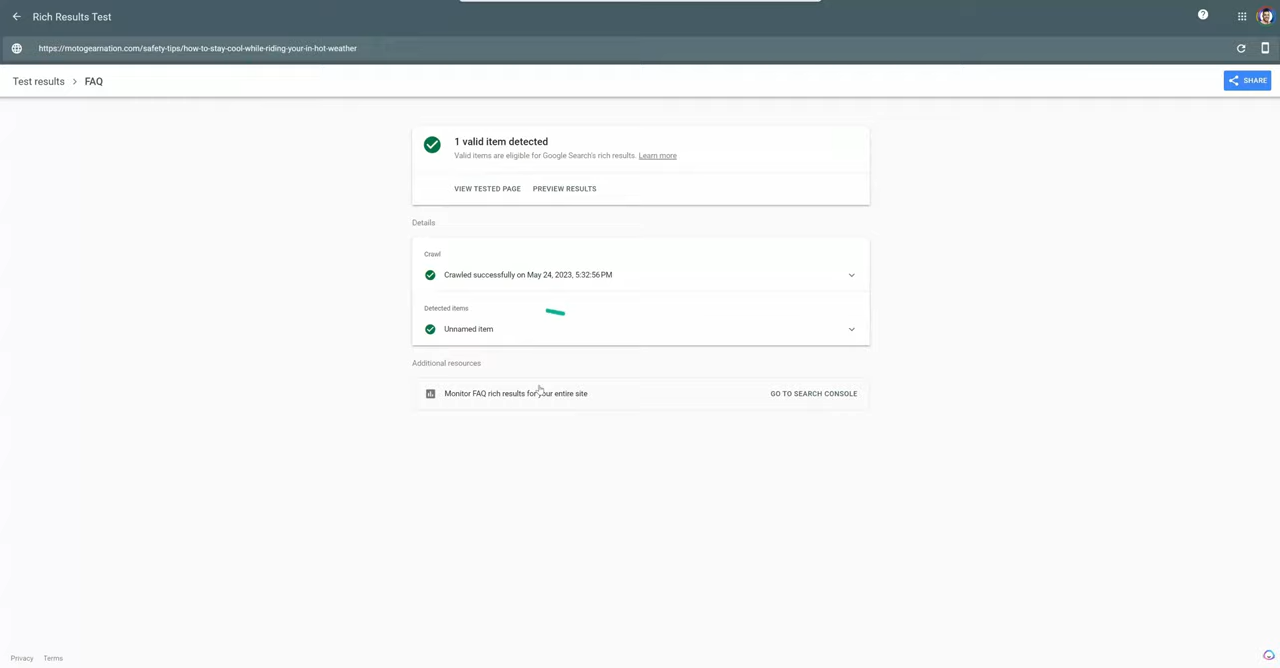 Rich Results Test
https://motogearnation.com/safety-tips/how-to-stay-cool-while-riding-your-in-hot-weather
Test results > FAQ
SHARE
1 valid item detected
Valid items are eligible for Google Search's rich results. Learn more
VIEW TESTED PAGE PREVIEW RESULTS
Details
Crawl
Crawled successfully on May 24, 2023, 5:32:56 PM
Detected items
Unnamed item
Additional resources
Monitor FAQ rich results for your entire site
GO TO SEARCH CONSOLE
Privacy Terms